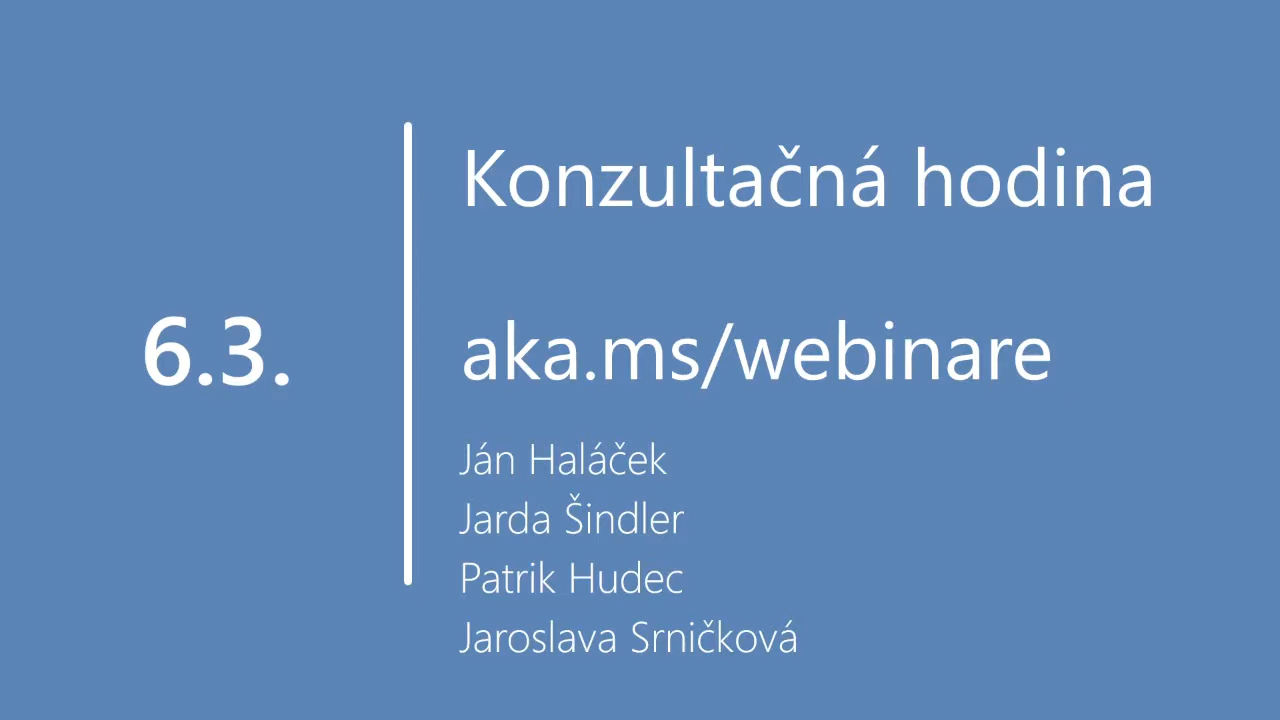 6.3.
Konzultačná hodina
aka.ms/webinare
Ján Haláček
Jarda Šindler
Patrik Hudec
Jaroslava Srničková